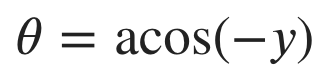 θ = acos(−y)